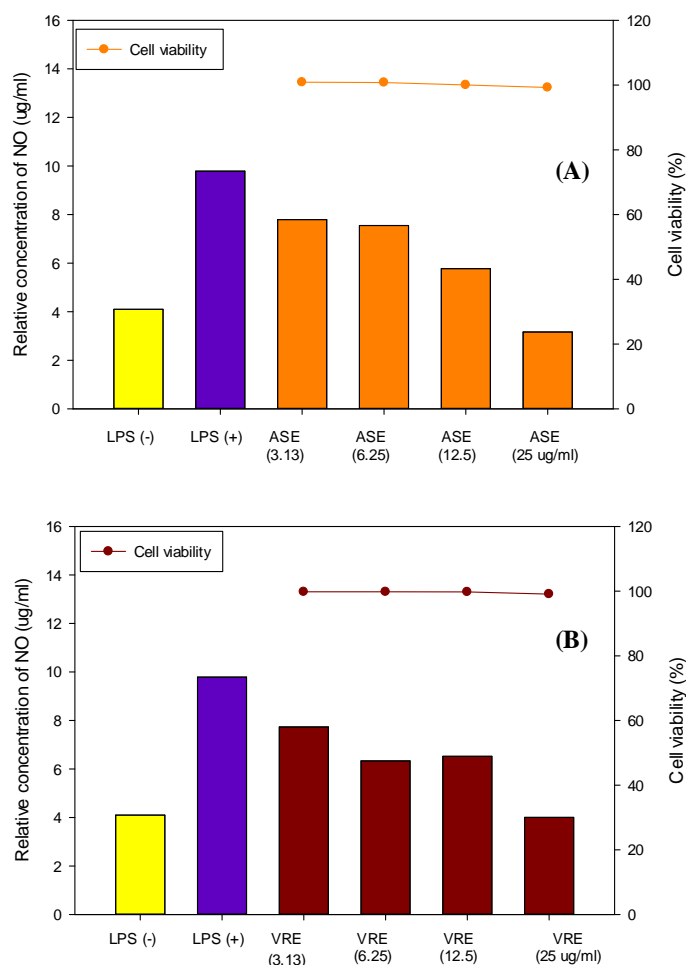 Relative concentration of NO (ug/ml)
16
14
12
10
8
6
4
2
0
Cell viability
(A)
120
100
80
60
40
20
0
Cell viability (%)
LPS (-) LPS (+) ASE ASE ASE ASE
(3.13) (6.25) (12.5) (25 ug/ml)
Relative concentration of NO (ug/ml)
16
14
12
10
8
6
4
2
0
Cell viability
(B)
120
100
80
60
40
20
0
Cell viability (%)
LPS (-) LPS (+) VRE VRE VRE VRE
(3.13) (6.25) (12.5) (25 ug/ml)